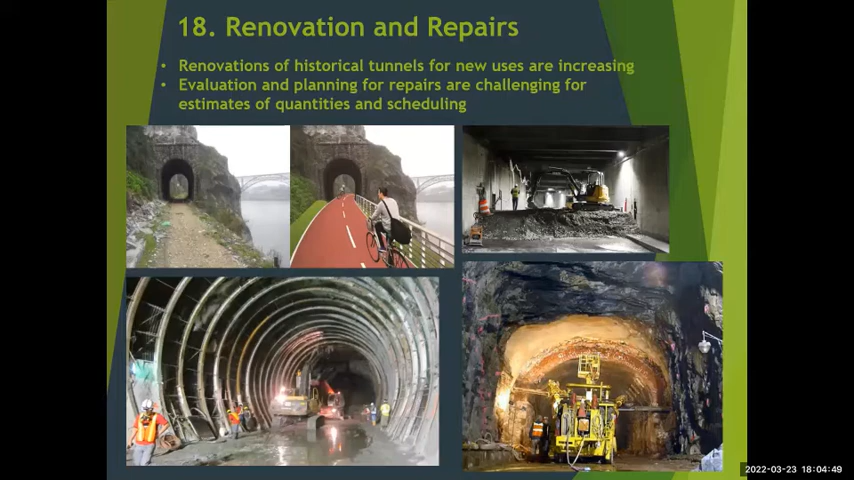 18. Renovation and Repairs
• Renovations of historical tunnels for new uses are increasing
• Evaluation and planning for repairs are challenging for
estimates of quantities and scheduling
2022-03-23 18:04:49